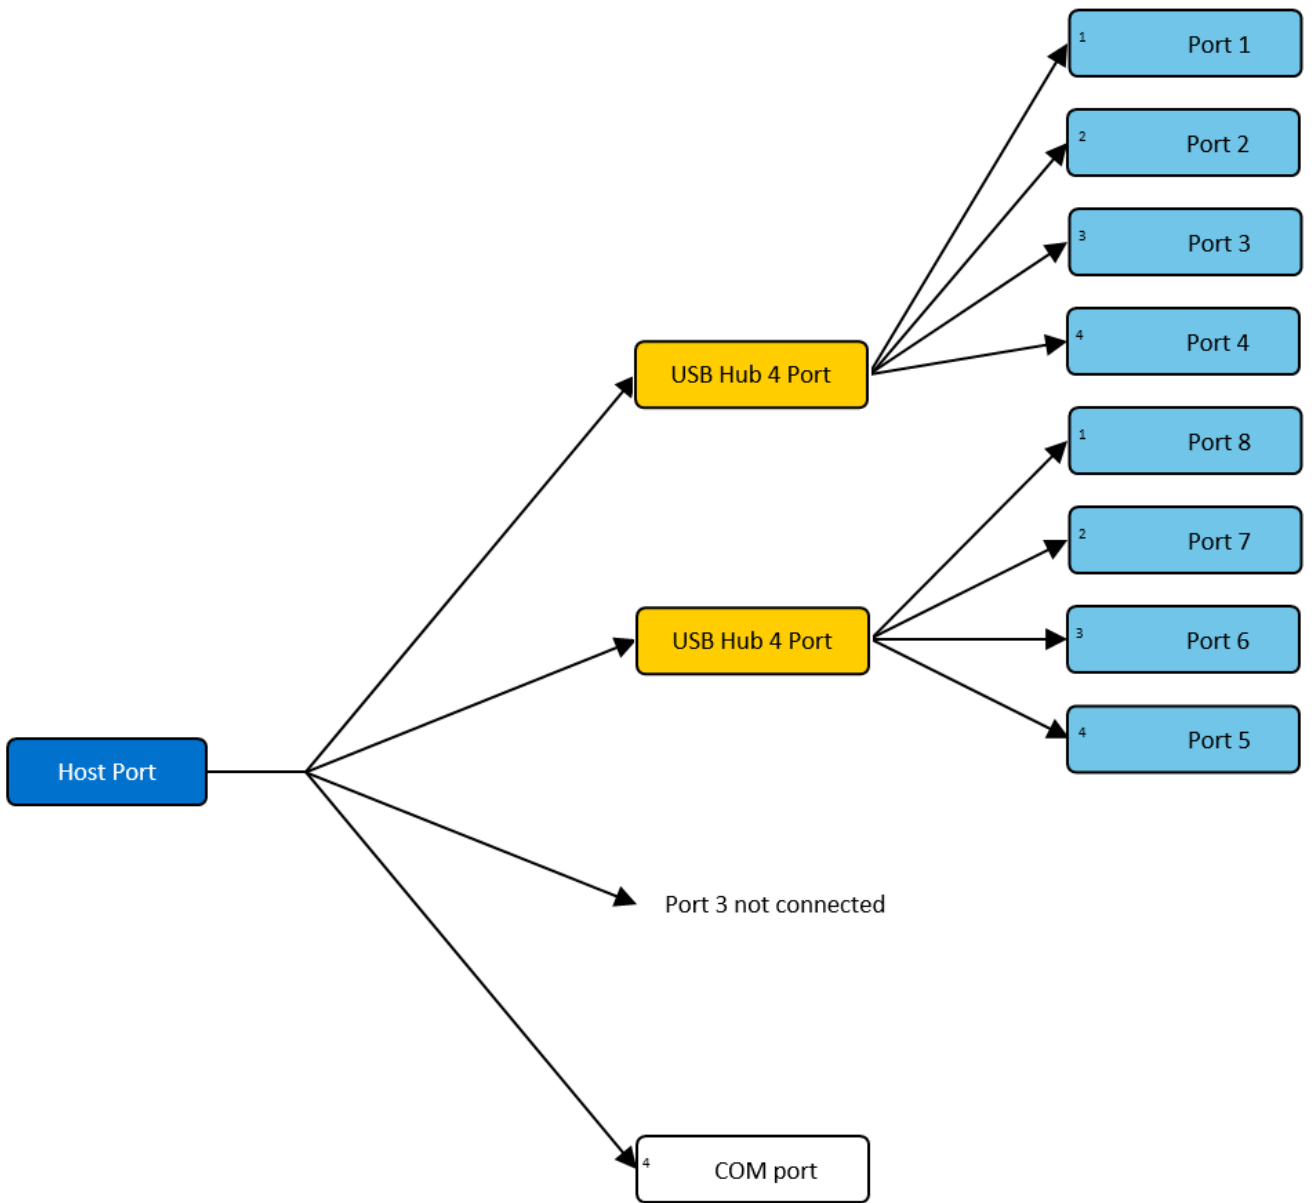 1 Port 1
2 Port 2
3 Port 3
4 Port 4
USB Hub 4 Port
1 Port 8
2 Port 7
3 Port 6
4 Port 5
USB Hub 4 Port
Host Port
Port 3 not connected
4 COM port